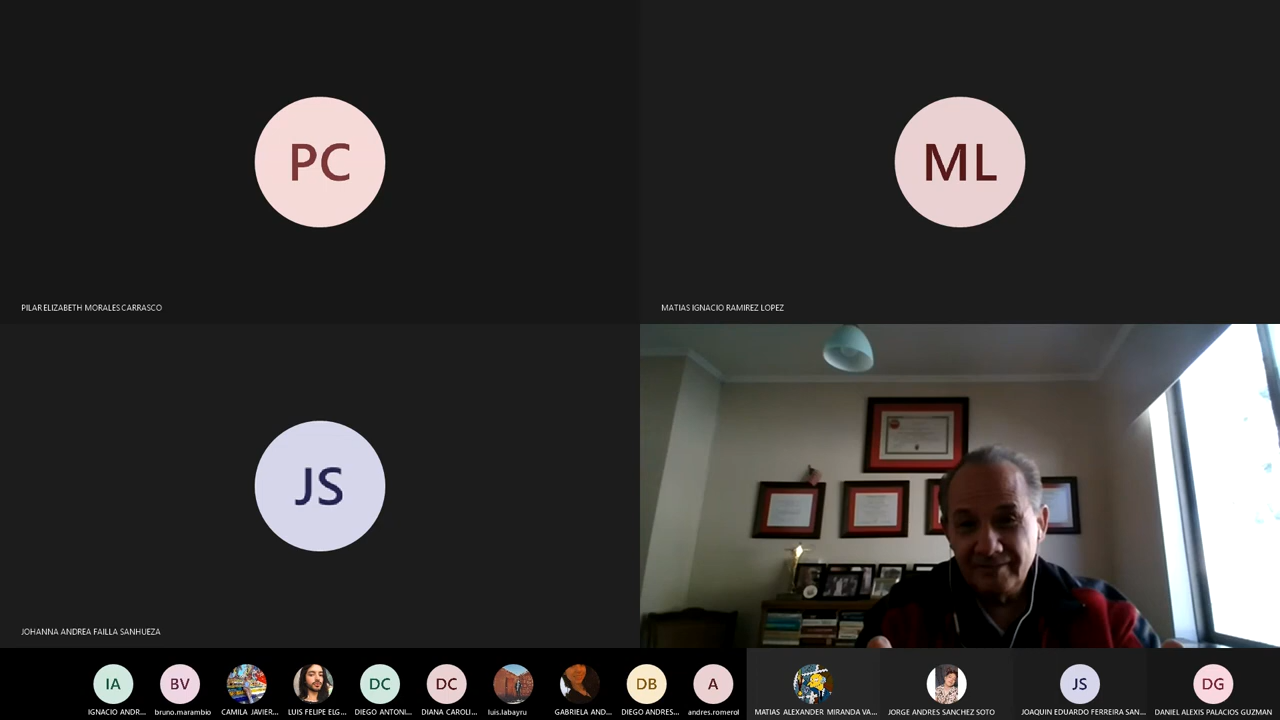 PC
ML
PILAR ELIZABETH MORALES CARRASCO
MATIAS IGNACIO RAMIREZ LOPEZ
JS
JOHANNA ANDREA FAILLA SANHUEZA
IA
BV
DC
DC
DB
A
JS
DG
IGNACIO ANDR...
bruno.marambio
CAMILA JAVIER...
LUIS FELIPE ELG...
DIEGO ANTONI...
DIANA CAROLI...
luis.labayru
GABRIELA AND...
DIEGO ANDRES...
andres.romerol
MATIAS ALEXANDER MIRANDA VA...
JORGE ANDRES SANCHEZ SOTO
JOAQUIN EDUARDO FERREIRA SAN...
DANIEL ALEXIS PALACIOS GUZMAN